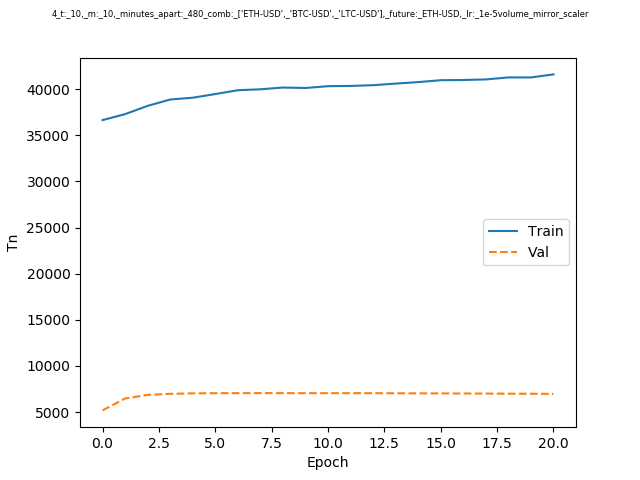 4_t:_10,_m:_10,_minutes_apart:_480_comb:_['ETH-USD',_'BTC-USD',_'LTC-USD'],_future:_ETH-USD,_lr:_1e-5volume_mirror_scaler
40000
35000
30000
25000
20000
15000
10000
5000
Tn
Train
Val
0.0 2.5 5.0 7.5 10.0 12.5 15.0 17.5 20.0
Epoch